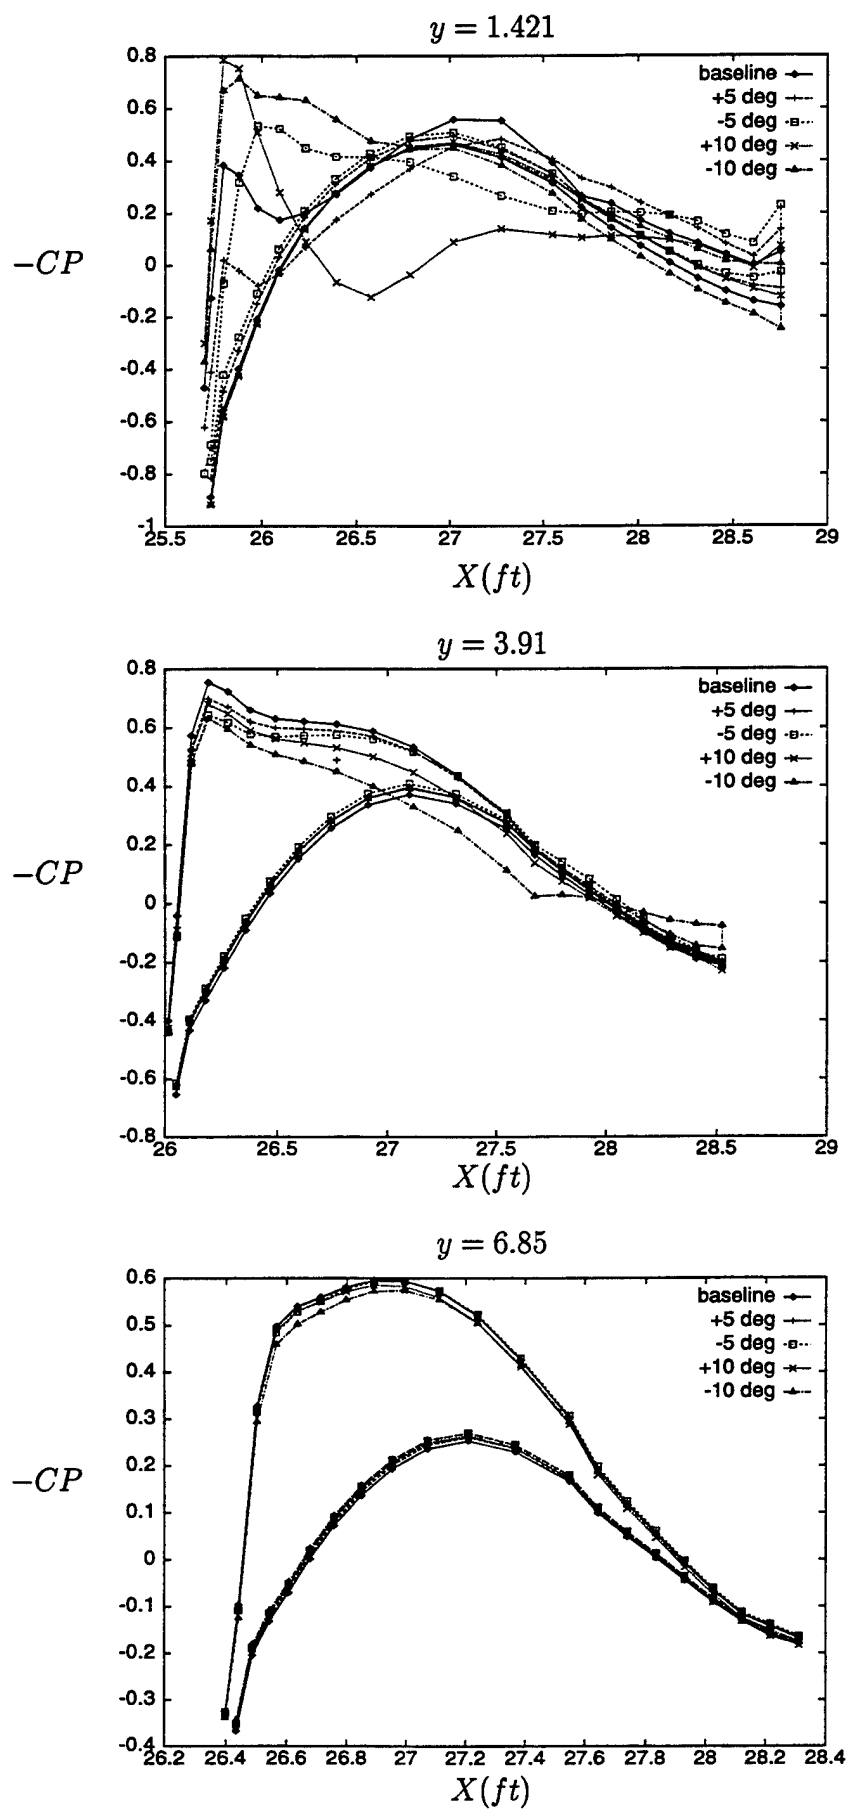 y = 1.421
0.8
0.6
0.4
0.2
0
-0.2
-0.4
-0.6
-0.8
-1
−CP
baseline
+5 deg
-5 deg
+10 deg
-10 deg
25.5 26 26.5 27 27.5 28 28.5 29
X(ft)
y = 3.91
0.8
0.6
0.4
0.2
0
-0.2
-0.4
-0.6
-0.8
−CP
baseline
+5 deg
-5 deg
+10 deg
-10 deg
26 26.5 27 27.5 28 28.5 29
X(ft)
y = 6.85
0.6
0.5
0.4
0.3
0.2
0.1
0
-0.1
-0.2
-0.3
-0.4
−CP
baseline
+5 deg
-5 deg
+10 deg
-10 deg
26.2 26.4 26.6 26.8 27 27.2 27.4 27.6 27.8 28 28.2 28.4
X(ft)